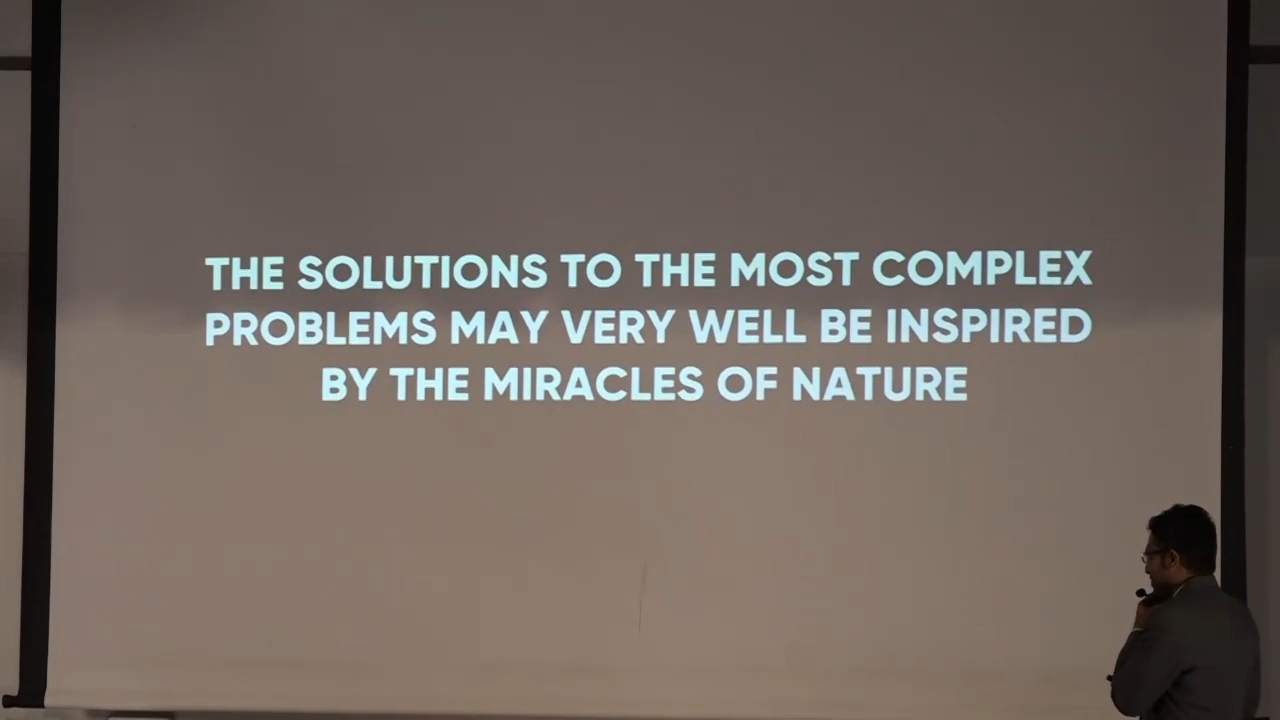 THE SOLUTIONS TO THE MOST COMPLEX
PROBLEMS MAY VERY WELL BE INSPIRED
BY THE MIRACLES OF NATURE